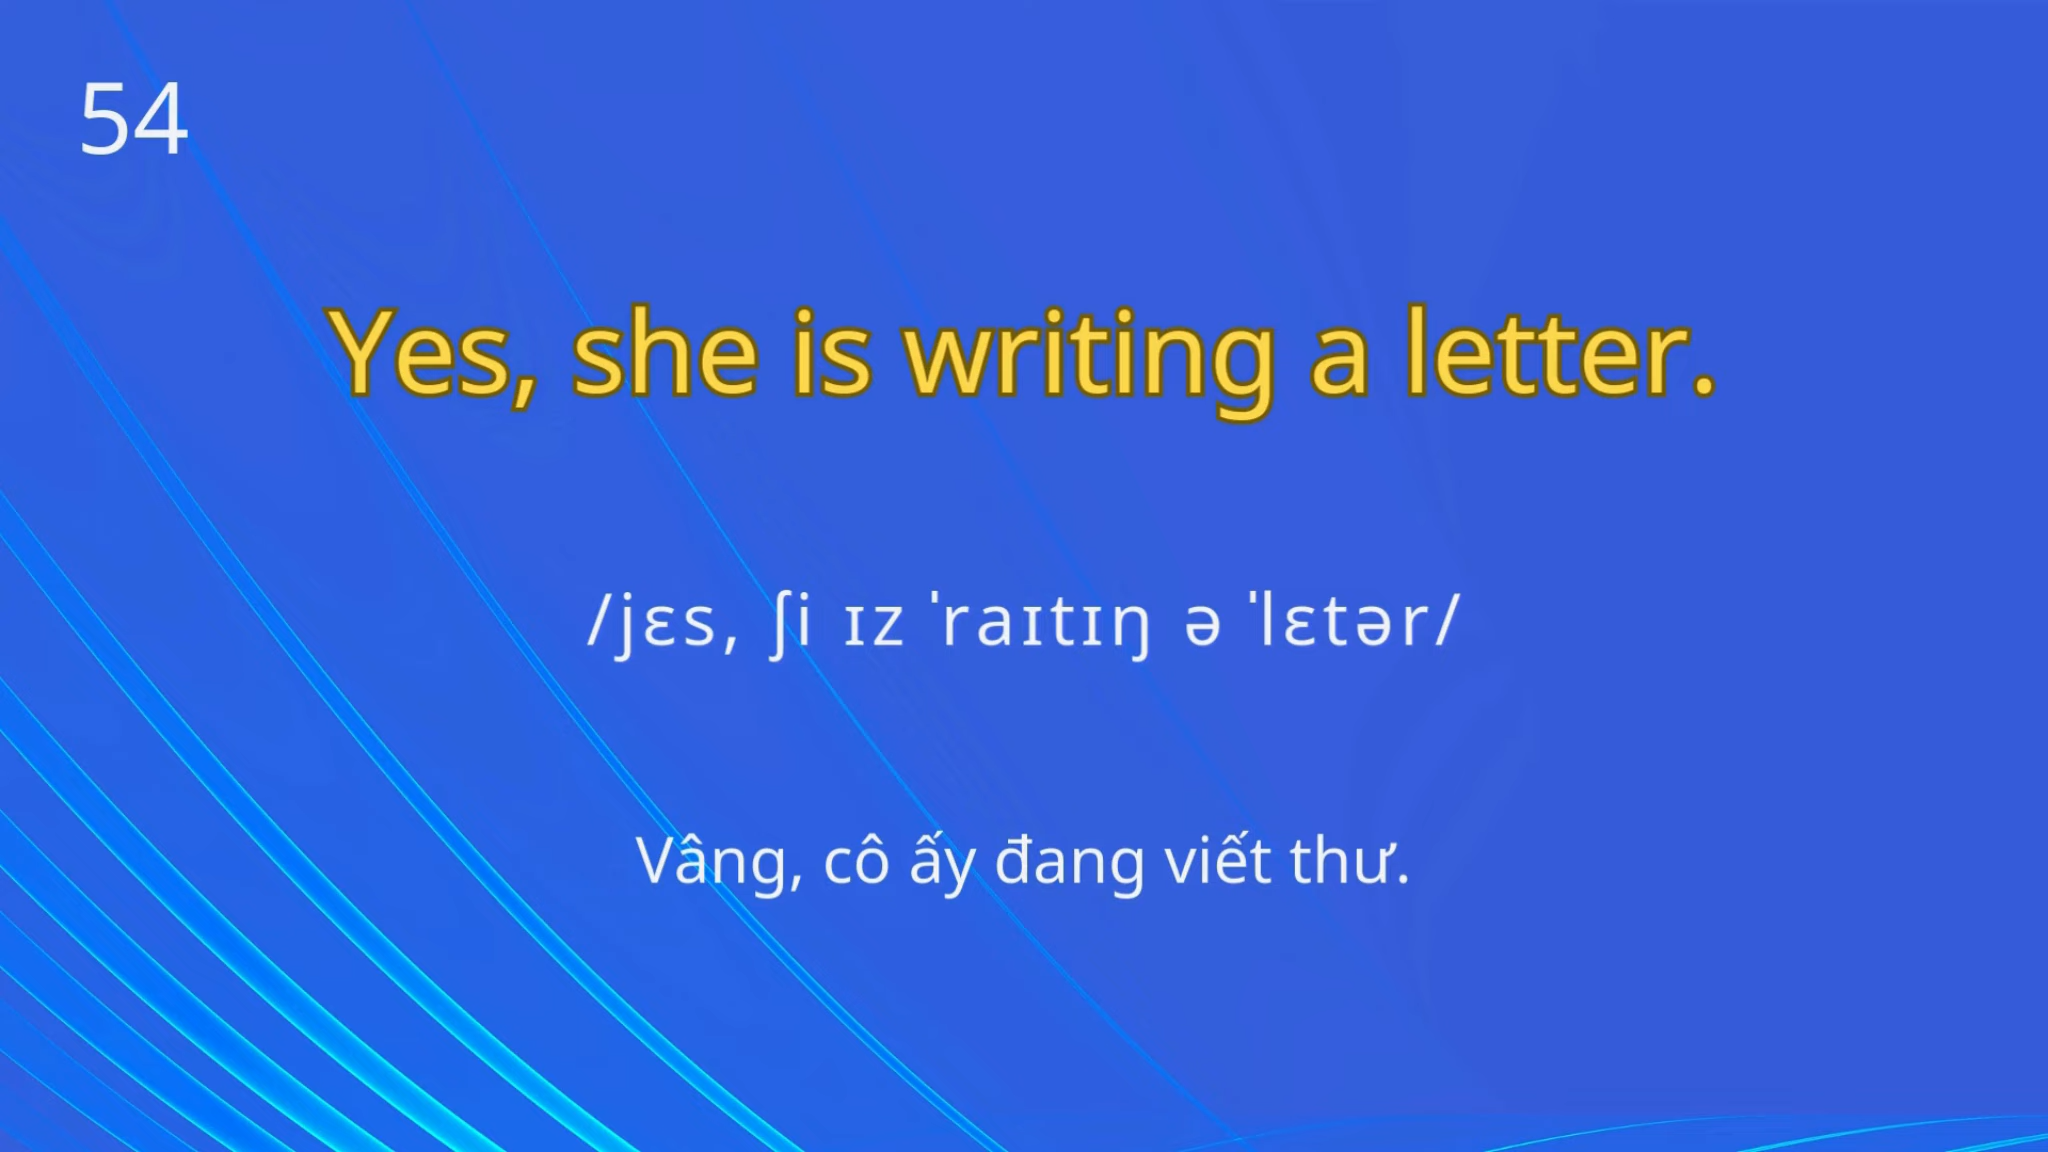 54
Yes, she is writing a letter.
/jɛs, ʃi ɪz ˈraɪtɪŋ ə ˈlɛtər/
Vâng, cô ấy đang viết thư.